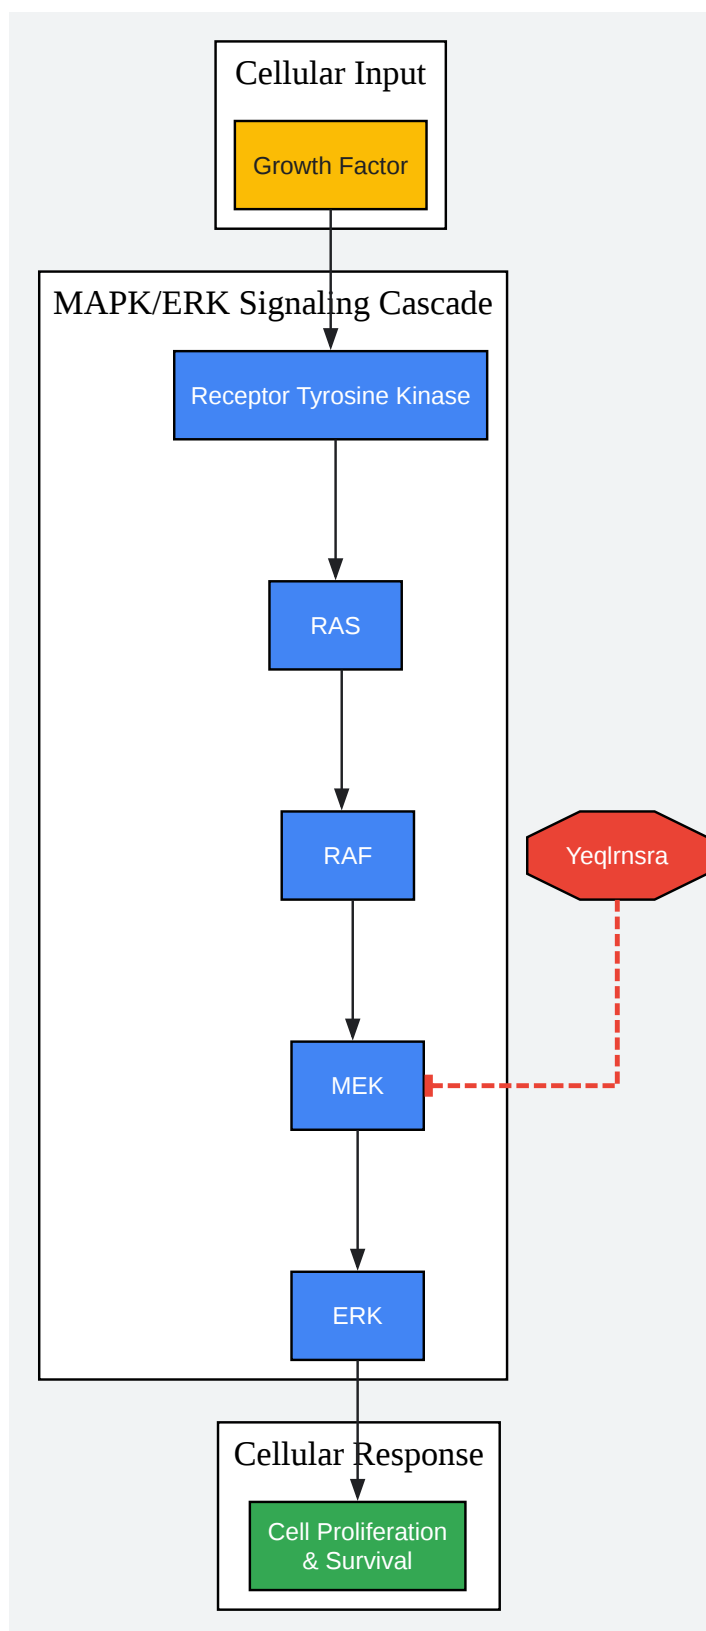 Cellular Input
Growth Factor
MAPK/ERK Signaling Cascade
Receptor Tyrosine Kinase
RAS
RAF
Yeqlrnsra
MEK
ERK
Cellular Response
Cell Proliferation
& Survival